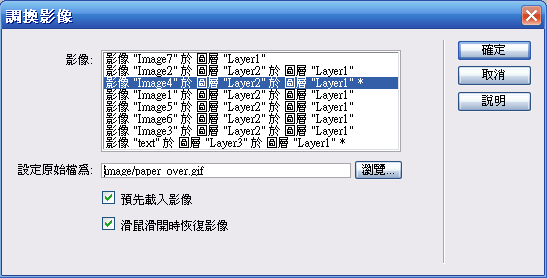 調換影像
影像:
影像 "Image7" 於 圖層 "Layer1"
影像 "Image2" 於 圖層 "Layer2" 於 圖層 "Layer1"
影像 "Image4" 於 圖層 "Layer2" 於 圖層 "Layer1" *
影像 "Image1" 於 圖層 "Layer2" 於 圖層 "Layer1"
影像 "Image5" 於 圖層 "Layer2" 於 圖層 "Layer1"
影像 "Image6" 於 圖層 "Layer2" 於 圖層 "Layer1"
影像 "Image3" 於 圖層 "Layer2" 於 圖層 "Layer1"
影像 "text" 於 圖層 "Layer3" 於 圖層 "Layer1" *
設定原始檔為: image/paper_over.gif 瀏覽...
預先載入影像
滑鼠滑開時恢復影像
確定
取消
說明